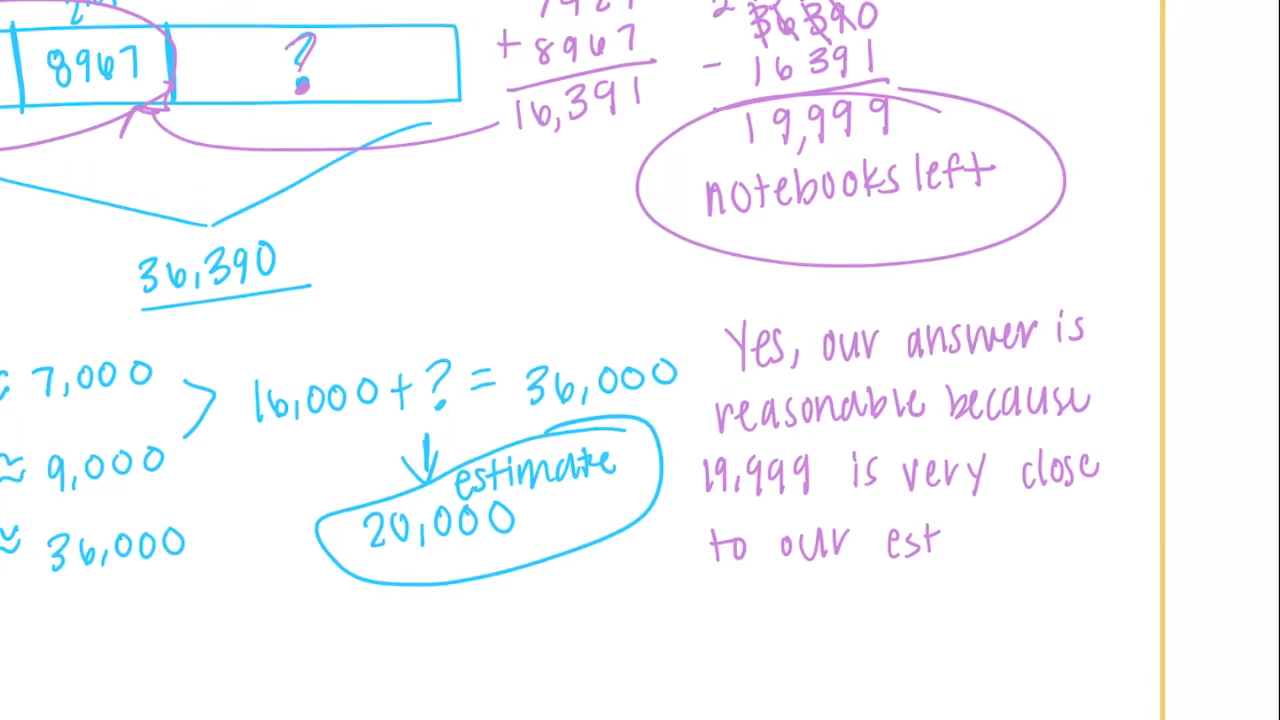 8967
?
+ 8967
16,391
36,390
- 16391
19,999
notebooks left
36,390
7,000
16,000 + ? = 36,000
≈ 9,000
estimate
20,000
≈ 36,000
Yes, our answer is
reasonable because
19,999 is very close
to our est